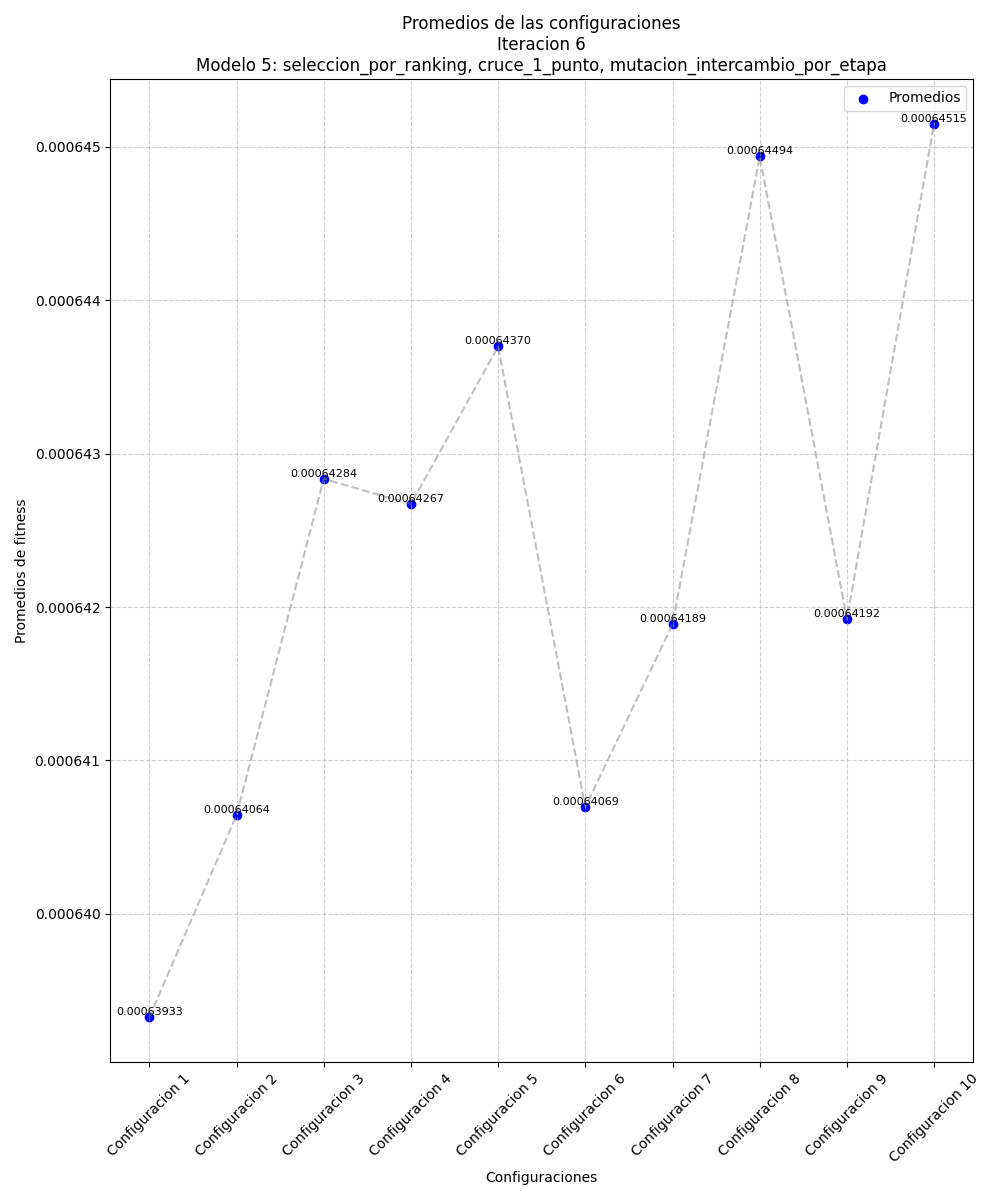 Promedios de las configuraciones
Iteracion 6
Modelo 5: seleccion_por_ranking, cruce_1_punto, mutacion_intercambio_por_etapa
Promedios
0.00064515
0.000645
0.00064494
0.000644
0.00064370
0.000643
0.00064284
0.00064267
0.000642
0.00064189
0.00064192
0.000641
0.00064069
0.00064064
0.000640
0.00063933
Promedios de fitness
Configuracion 1
Configuracion 2
Configuracion 3
Configuracion 4
Configuracion 5
Configuracion 6
Configuracion 7
Configuracion 8
Configuracion 9
Configuracion 10
Configuraciones